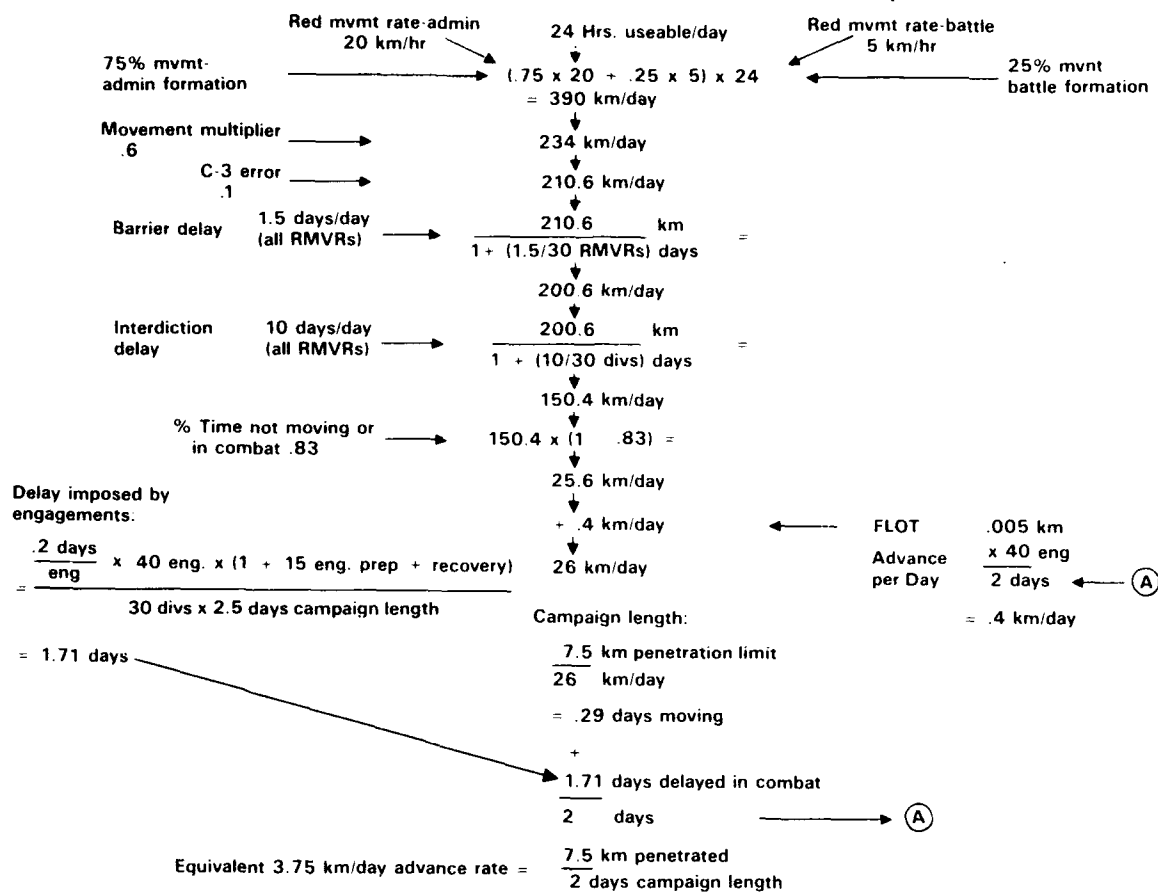 Red mvmt rate-admin
20 km/hr
24 Hrs. useable/day
Red mvmt rate-battle
5 km/hr
75% mvmt-
admin formation
(.75 x 20 + .25 x 5) x 24
= 390 km/day
25% mvnt
battle formation
Movement multiplier
.6
234 km/day
C-3 error
.1
210.6 km/day
Barrier delay
1.5 days/day
(all RMVRs)
210.6 km
1 + (1.5/30 RMVRs) days
=
200.6 km/day
Interdiction
delay
10 days/day
(all RMVRs)
200.6 km
1 + (10/30 divs) days
=
150.4 km/day
% Time not moving or
in combat .83
150.4 x (1 .83) =
25.6 km/day
Delay imposed by
engagements:
+ .4 km/day
26 km/day
FLOT
Advance
per Day
.005 km
x 40 eng
2 days
A
= .4 km/day
.2 days
eng
x 40 eng. x (1 + 15 eng. prep + recovery)
=
30 divs x 2.5 days campaign length
= 1.71 days
Campaign length:
7.5 km penetration limit
26 km/day
= .29 days moving
+
1.71 days delayed in combat
2 days
A
Equivalent 3.75 km/day advance rate =
7.5 km penetrated
2 days campaign length